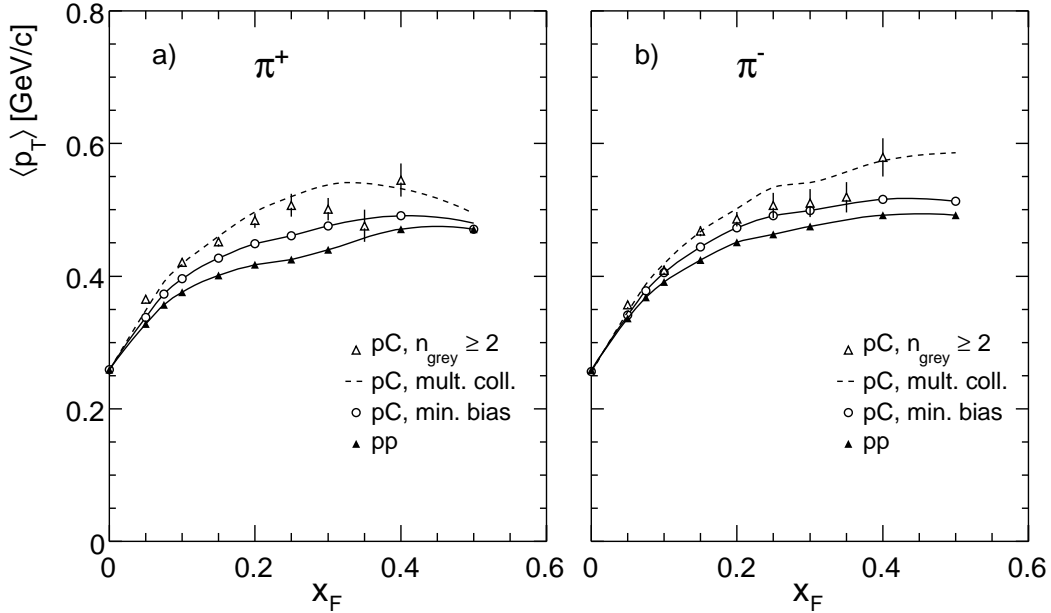 0.8
a)
π⁺
b)
π⁻
⟨p_T⟩ [GeV/c]
0.6
0.4
0.2
0
pC, n_grey ≥ 2
pC, mult. coll.
pC, min. bias
pp
pC, n_grey ≥ 2
pC, mult. coll.
pC, min. bias
pp
0 0.2 0.4 0.6
0 0.2 0.4 0.6
x_F
x_F